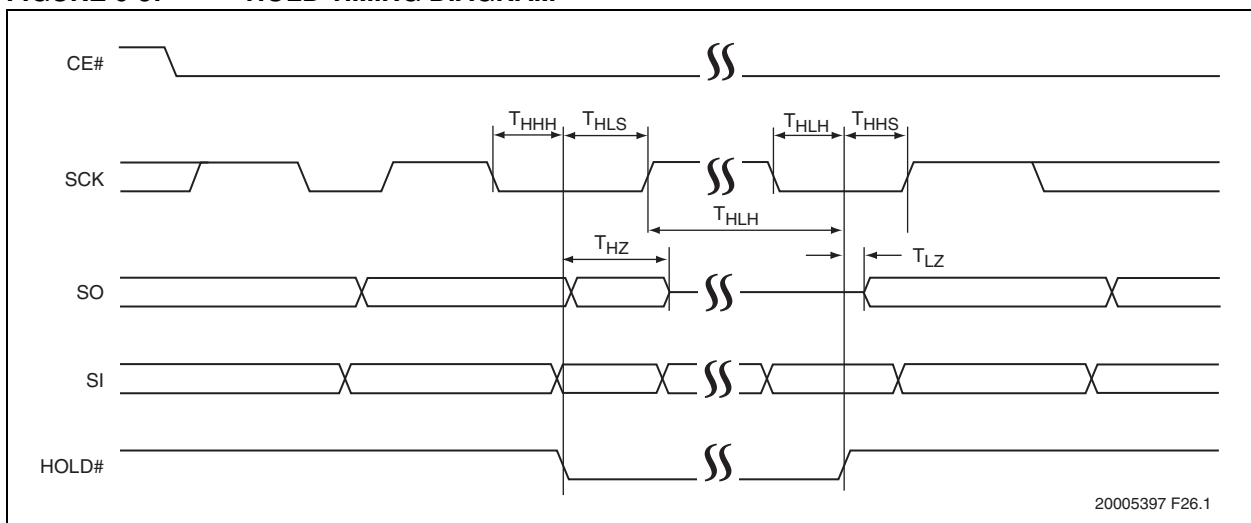 FIGURE 6-3: HOLD TIMING DIAGRAM
CE#
THHH THLS THLH THHS
SCK
THLH
THZ TLZ
SO
SI
HOLD#
20005397 F26.1